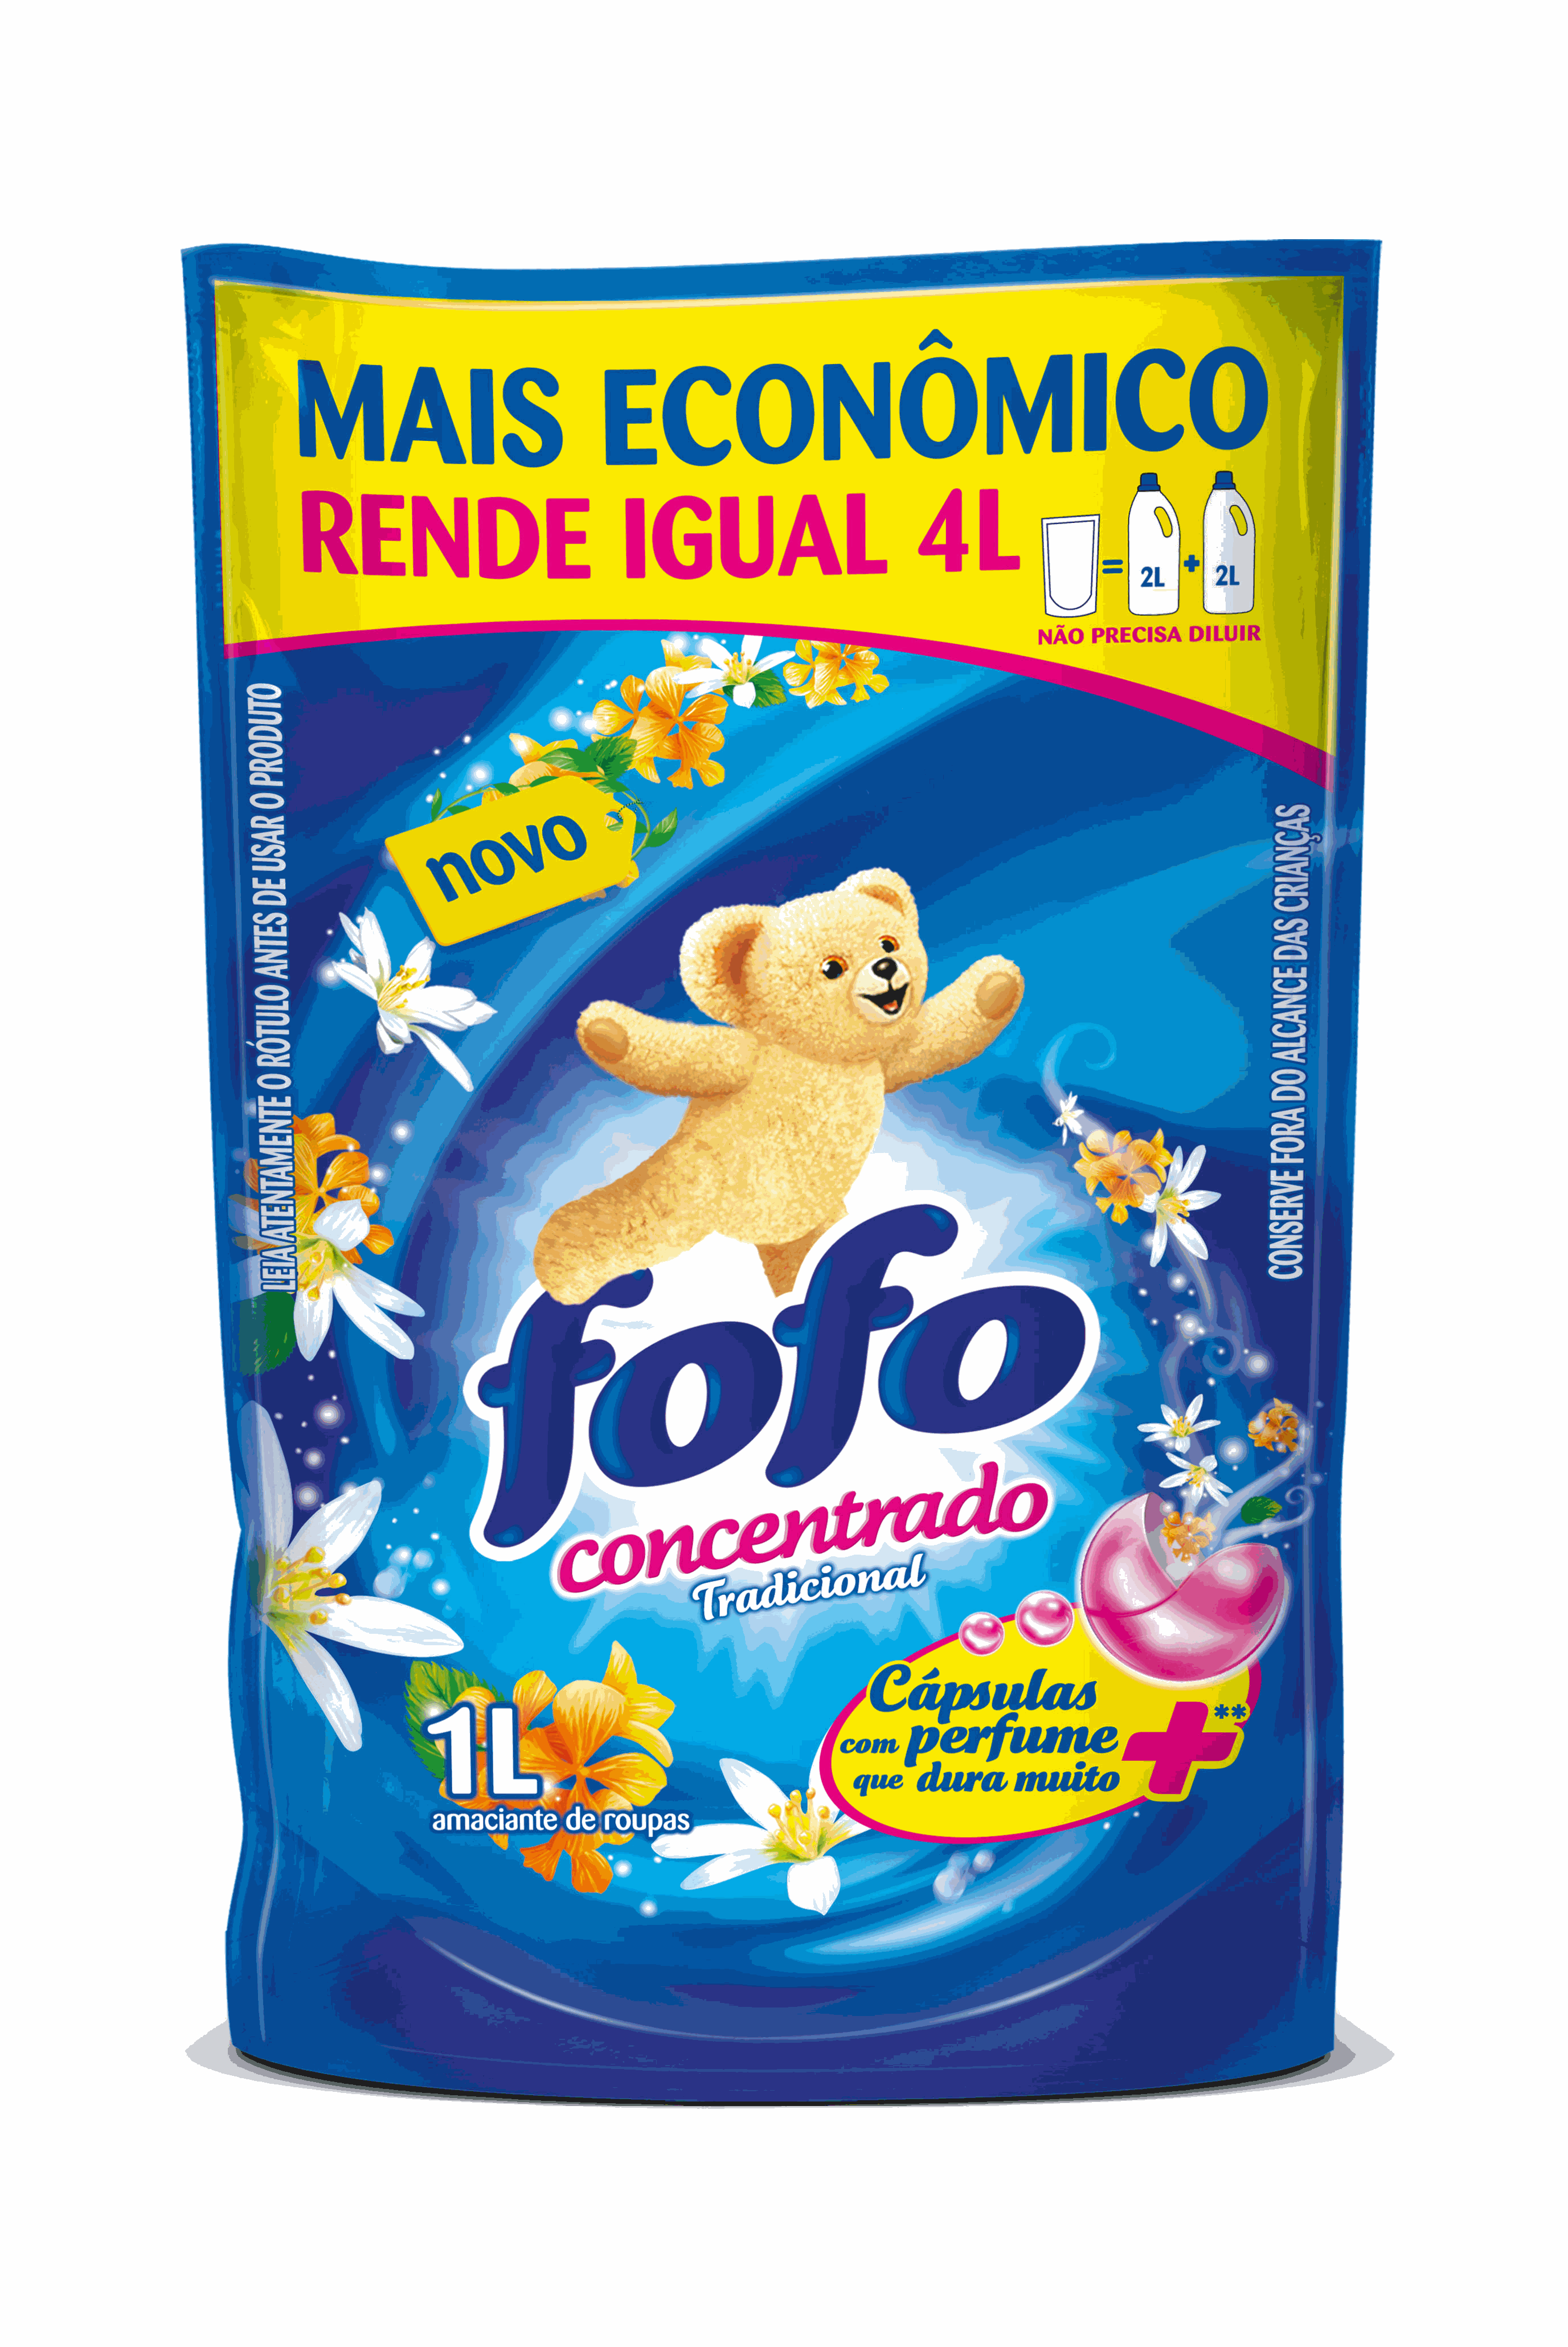 MAIS ECONÔMICO
RENDE IGUAL 4L
=
2L + 2L
NÃO PRECISA DILUIR
LEIA ATENTAMENTE O RÓTULO ANTES DE USAR O PRODUTO
novo
CONSERVE FORA DO ALCANCE DAS CRIANÇAS
fofo
concentrado
Tradicional
Cápsulas
com perfume
que dura muito +**
1L
amaciante de roupas